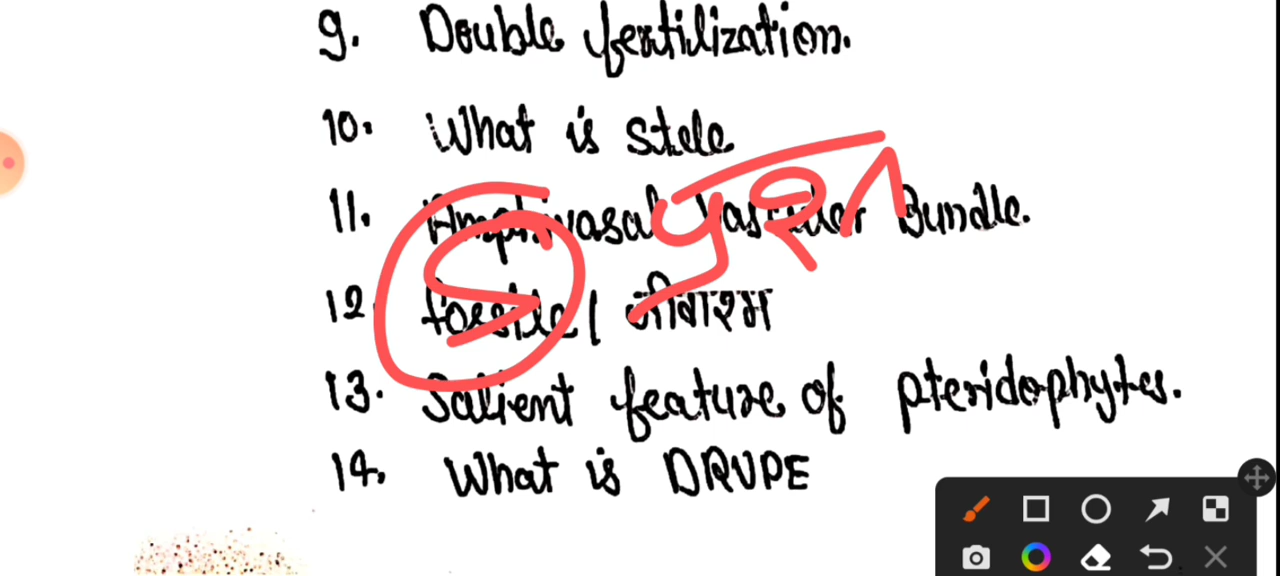 9. Double fertilization.
10. What is stele
11. Amphivasal Vascular Bundle.
12. fossile | जीवाश्म
13. Salient feature of pteridophytes.
14. What is DRUPE